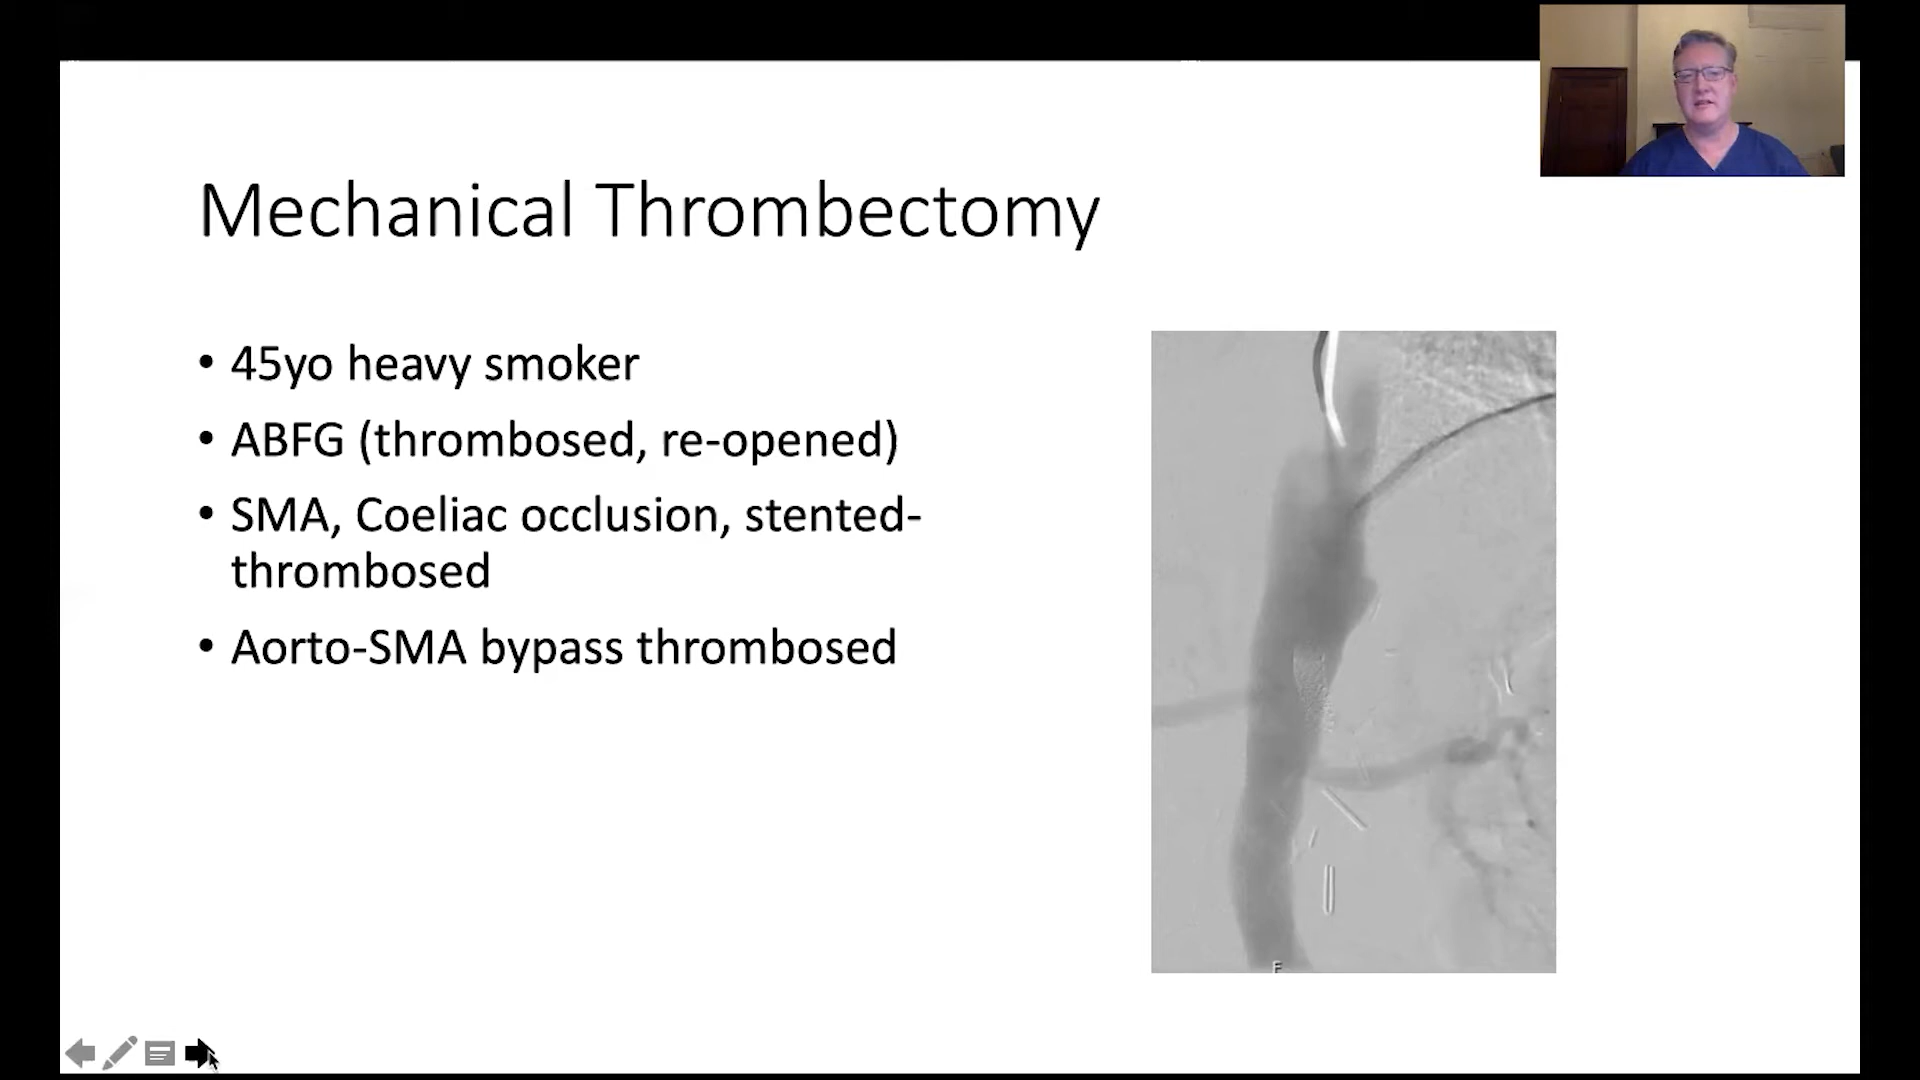 Mechanical Thrombectomy
• 45yo heavy smoker
• ABFG (thrombosed, re-opened)
• SMA, Coeliac occlusion, stented-
thrombosed
• Aorto-SMA bypass thrombosed
F